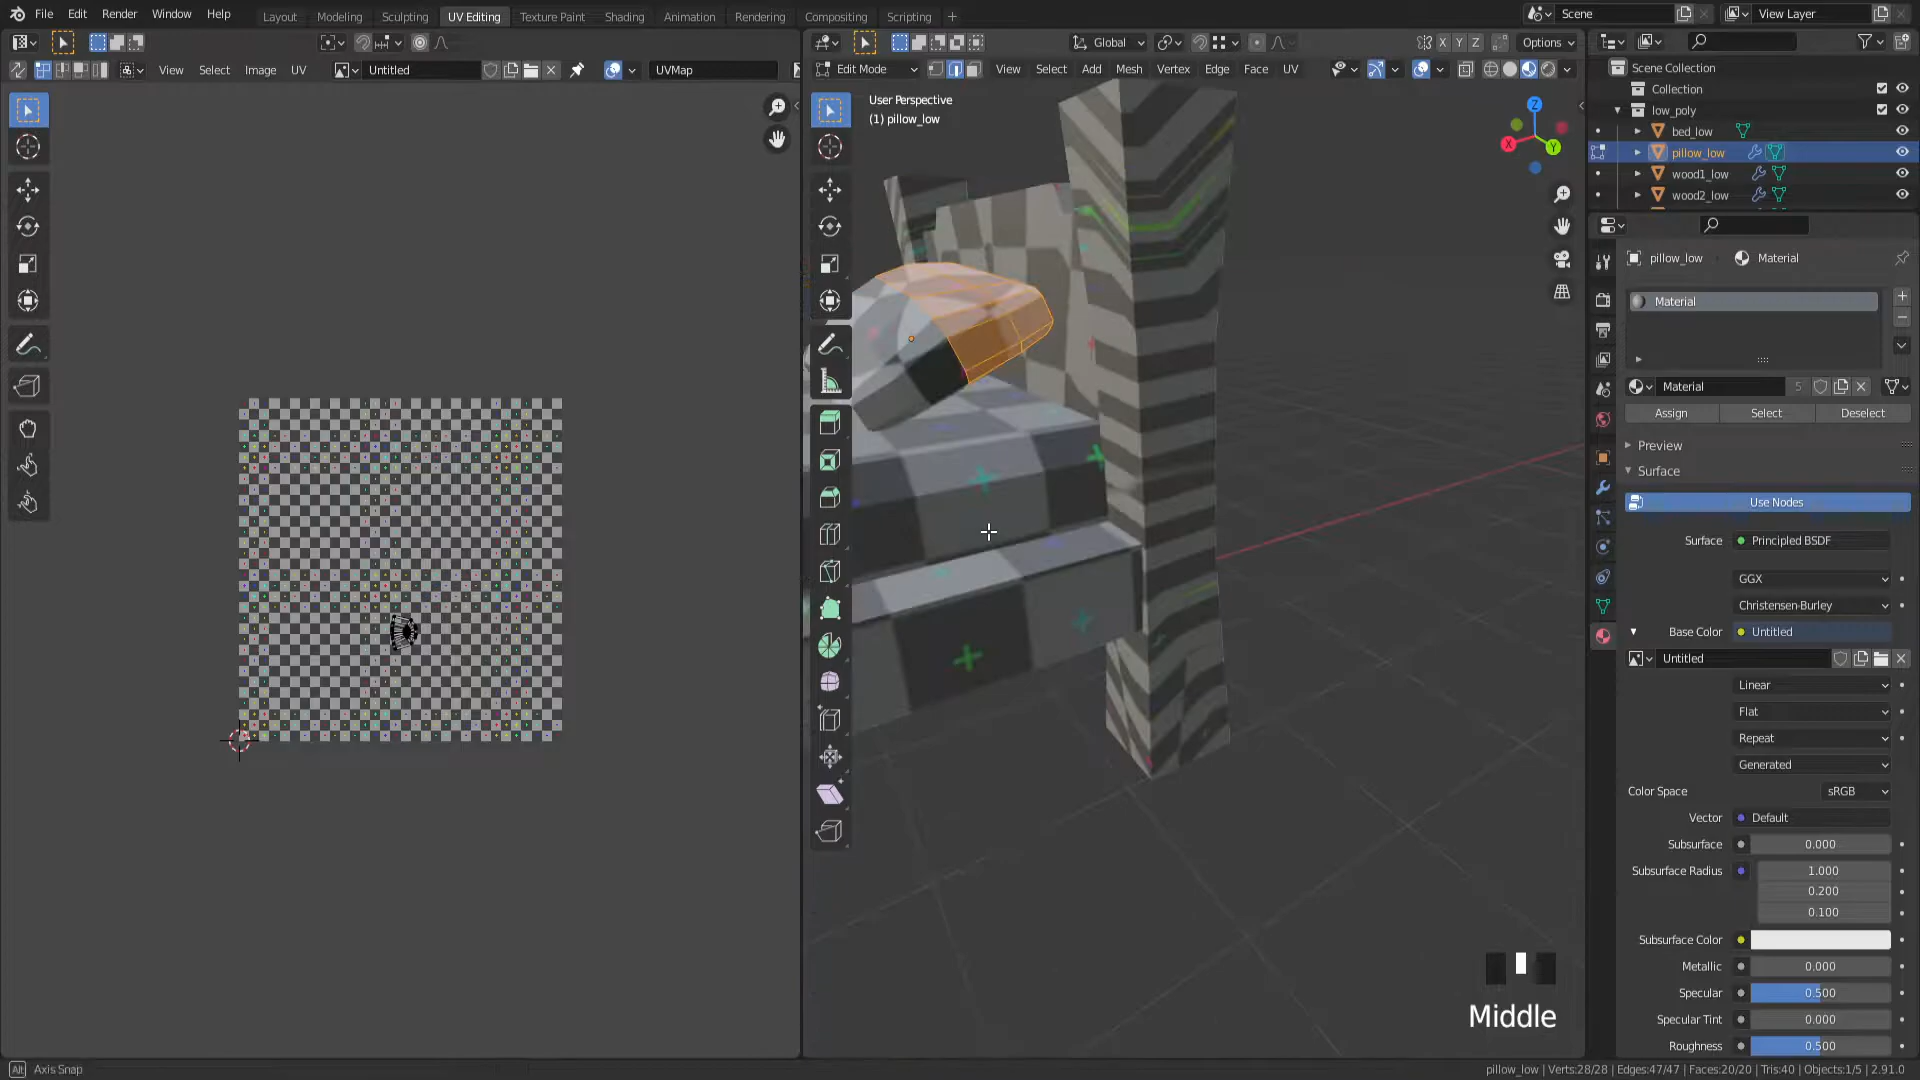 File Edit Render Window Help
Layout Modeling Sculpting UV Editing Texture Paint Shading Animation Rendering Compositing Scripting +
Scene
View Layer
Global
Options
View Select Image UV
Untitled
UVMap
Edit Mode
View Select Add Mesh Vertex Edge Face UV
X Y Z
User Perspective
(1) pillow_low
Z
X
Y
Scene Collection
Collection
low_poly
bed_low
pillow_low
wood1_low
wood2_low
pillow_low
Material
Material
Material
5
Assign
Select
Deselect
Preview
Surface
Use Nodes
Surface
Principled BSDF
GGX
Christensen-Burley
Base Color
Untitled
Untitled
Linear
Flat
Repeat
Generated
Color Space
sRGB
Vector
Default
Subsurface
0.000
Subsurface Radius
1.000
0.200
0.100
Subsurface Color
Metallic
0.000
Specular
0.500
Specular Tint
0.000
Roughness
0.500
Middle
Alt Axis Snap
pillow_low | Verts:28/28 | Edges:47/47 | Faces:20/20 | Tris:40 | Objects:1/5 | 2.91.0